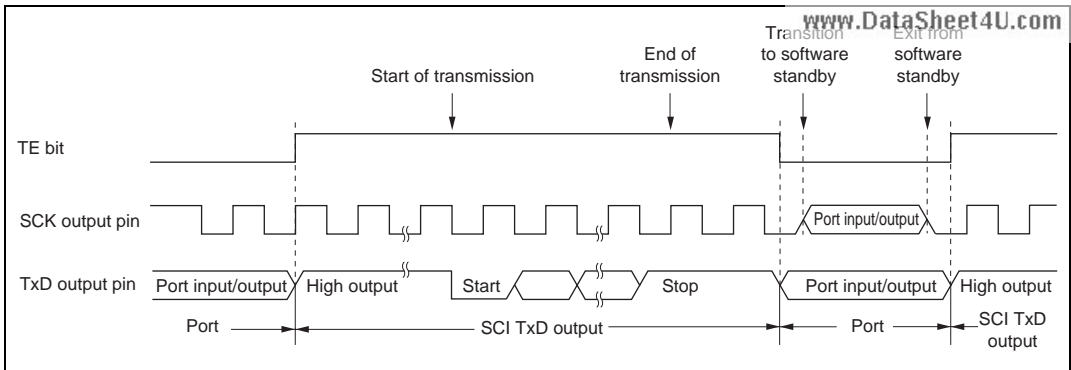 www.DataSheet4U.com
Start of transmission
End of
transmission
Transition
to software
standby
Exit from
software
standby
TE bit
SCK output pin
Port input/output
TxD output pin
Port input/output
High output
Start
Stop
Port input/output
High output
Port
SCI TxD output
Port
SCI TxD
output